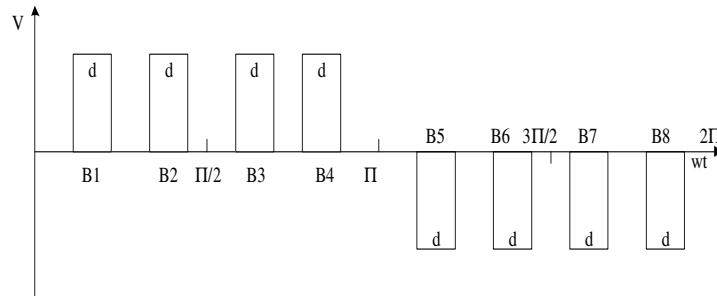 V
d d d d
B5 B6 3Π/2 B7 B8 2Π
B1 B2 Π/2 B3 B4 Π wt
d d d d